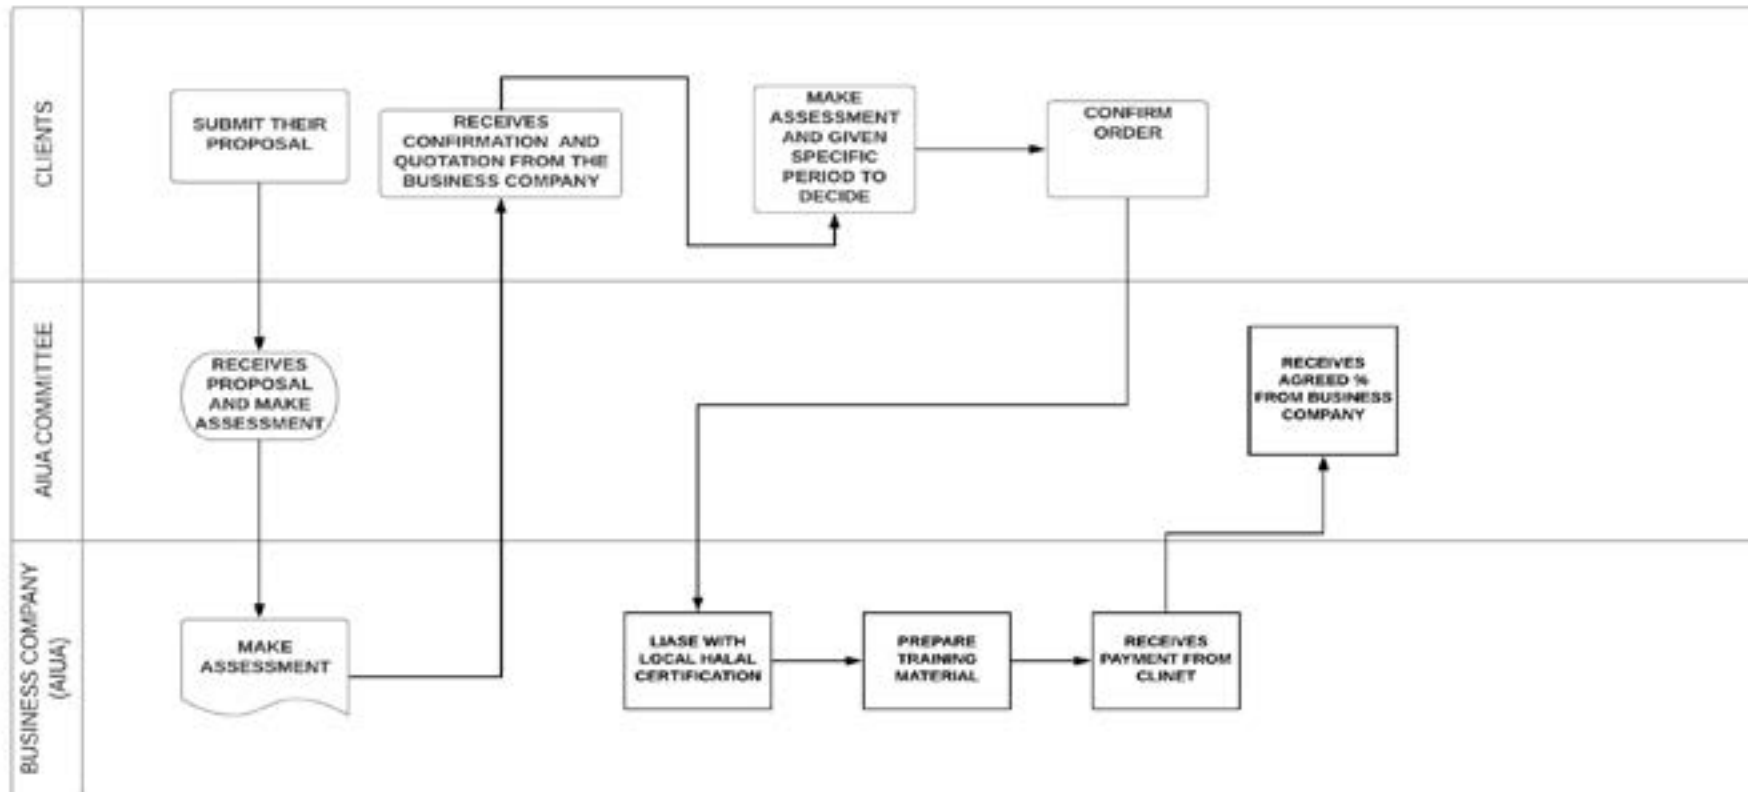 CLIENTS
SUBMIT THEIR
PROPOSAL
RECEIVES
CONFIRMATION AND
QUOTATION FROM THE
BUSINESS COMPANY
MAKE
ASSESSMENT
AND GIVEN
SPECIFIC
PERIOD TO
DECIDE
CONFIRM
ORDER
AIUA COMMITTEE
RECEIVES
PROPOSAL
AND MAKE
ASSESSMENT
RECEIVES
AGREED %
FROM BUSINESS
COMPANY
BUSINESS COMPANY
(AIUA)
MAKE
ASSESSMENT
LIASE WITH
LOCAL HALAL
CERTIFICATION
PREPARE
TRAINING
MATERIAL
RECEIVES
PAYMENT FROM
CLINET